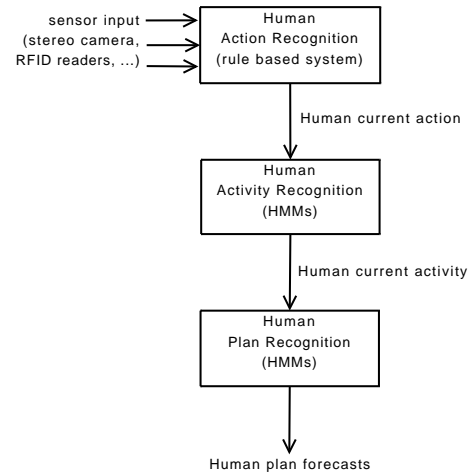 sensor input
(stereo camera,
RFID readers, ...)
Human
Action Recognition
(rule based system)
Human current action
Human
Activity Recognition
(HMMs)
Human current activity
Human
Plan Recognition
(HMMs)
Human plan forecasts